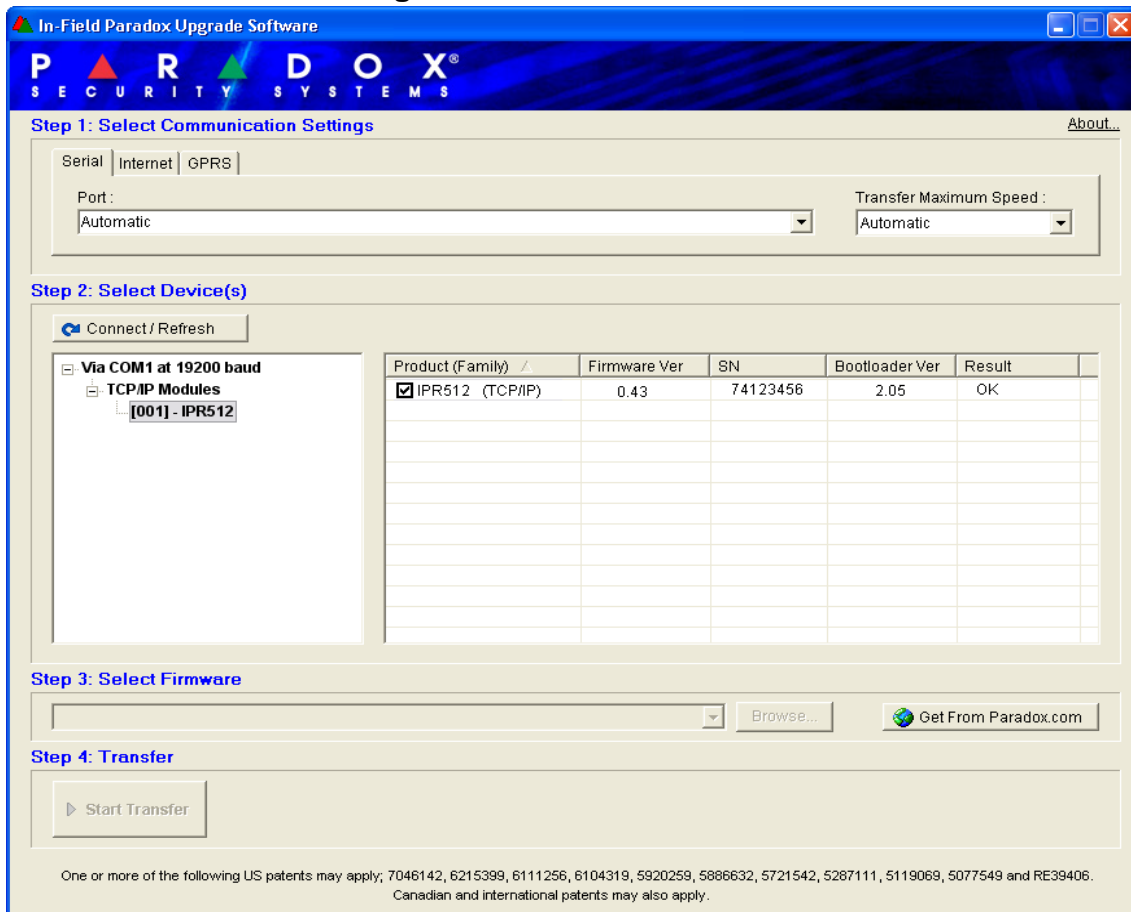 In-Field Paradox Upgrade Software
PARADOX®
SECURITY SYSTEMS
Step 1: Select Communication Settings
About...
Serial Internet GPRS
Port : Transfer Maximum Speed :
Automatic Automatic
Step 2: Select Device(s)
Connect / Refresh
Via COM1 at 19200 baud
TCP/IP Modules
[001] - IPR512
Product (Family) Firmware Ver SN Bootloader Ver Result
IPR512 (TCP/IP) 0.43 74123456 2.05 OK
Step 3: Select Firmware
Browse... Get From Paradox.com
Step 4: Transfer
Start Transfer
One or more of the following US patents may apply; 7046142, 6215399, 6111256, 6104319, 5920259, 5886632, 5721542, 5287111, 5119069, 5077549 and RE39406.
Canadian and international patents may also apply.